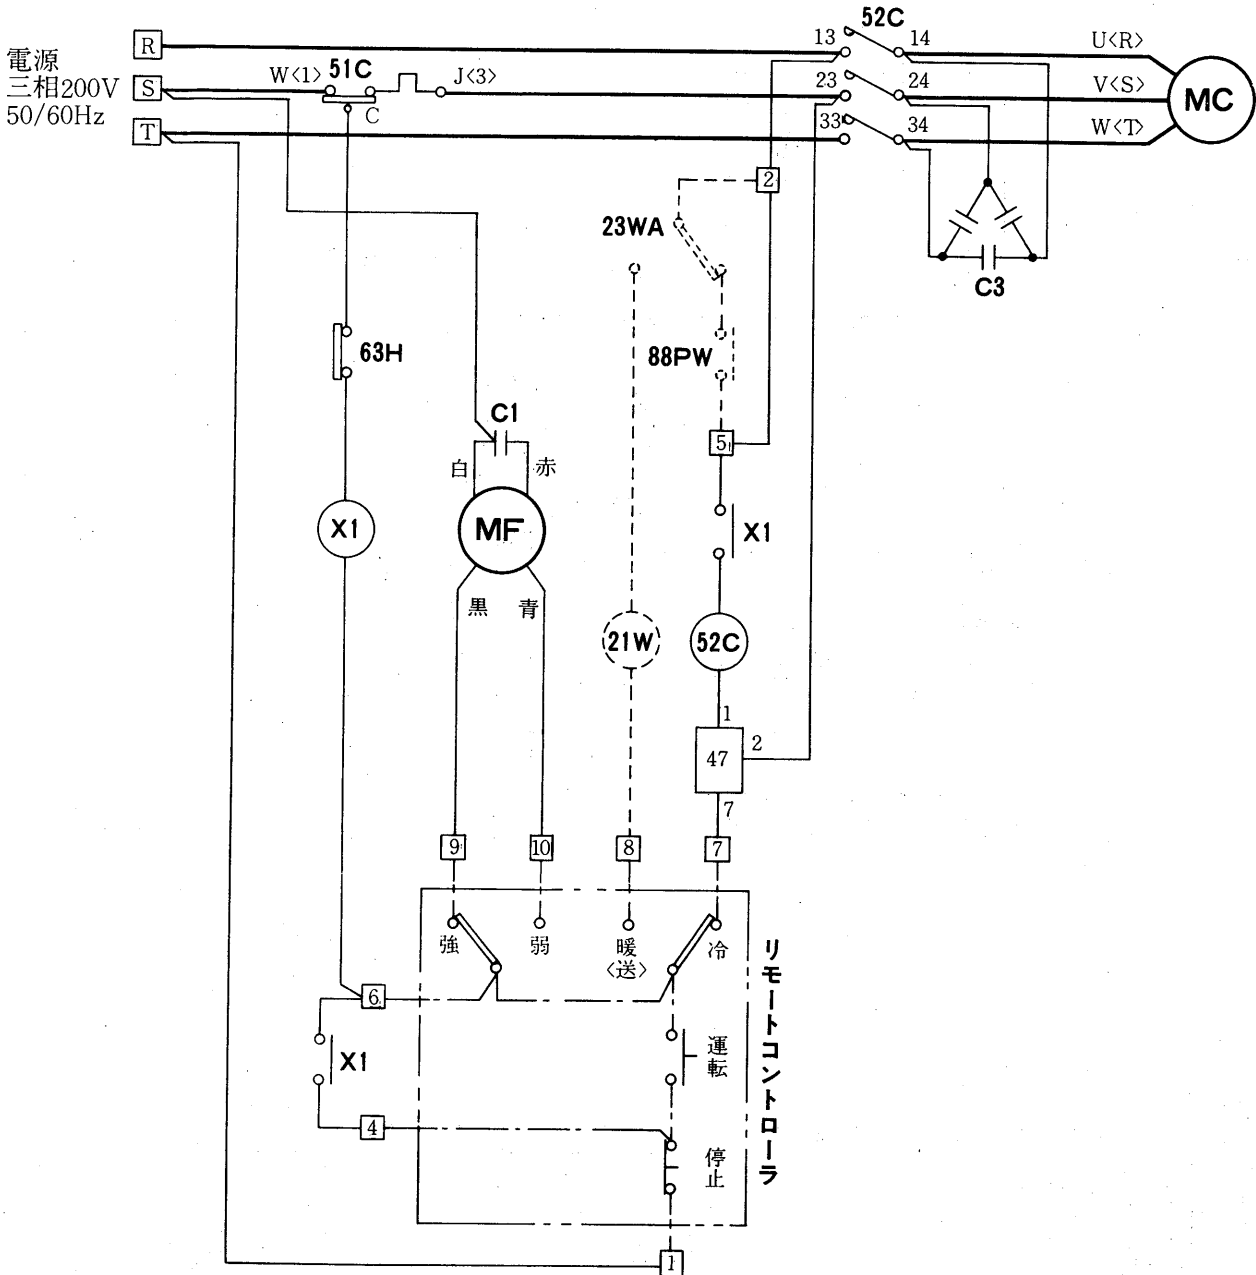 52C
電源
三相200V
50/60Hz
R
S
T
W<1>
51C
J<3>
C
13
14
23
24
33
34
U<R>
V<S>
W<T>
MC
C3
2
23WA
88PW
5
63H
C1
白
赤
X1
MF
X1
黒
青
21W
52C
1
47
2
7
9
10
8
7
強
弱
暖
<送>
冷
6
X1
4
運転
停止
1
リモートコントローラ